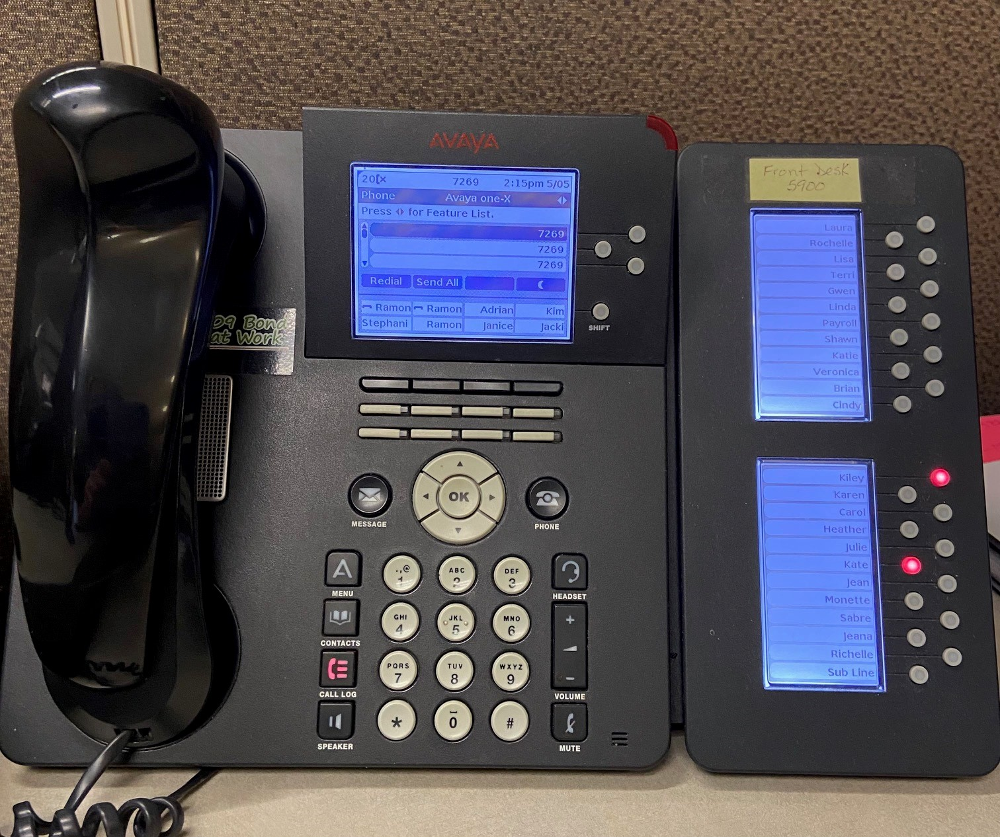 AVAYA
20 7269 2:15pm 5/05
Phone Avaya one-X
Press for Feature List.
7269
7269
7269
Redial Send All
Ramon Ramon Adrian Kim
Stephani Ramon Janice Jacki
SHIFT
09 Bond
at Work
Front Desk
5900
Laura
Rochelle
Lisa
Terri
Gwen
Linda
Payroll
Shawn
Katie
Veronica
Brian
Cindy
Kiley
Karen
Carol
Heather
Julie
Kate
Jean
Monette
Sabre
Jeana
Richelle
Sub Line
OK
MESSAGE PHONE
MENU
.,@ 1
ABC 2
DEF 3
HEADSET
CONTACTS
GHI 4
JKL 5
MNO 6
+
CALL LOG
PQRS 7
TUV 8
WXYZ 9
-
VOLUME
SPEAKER
*
0
#
MUTE